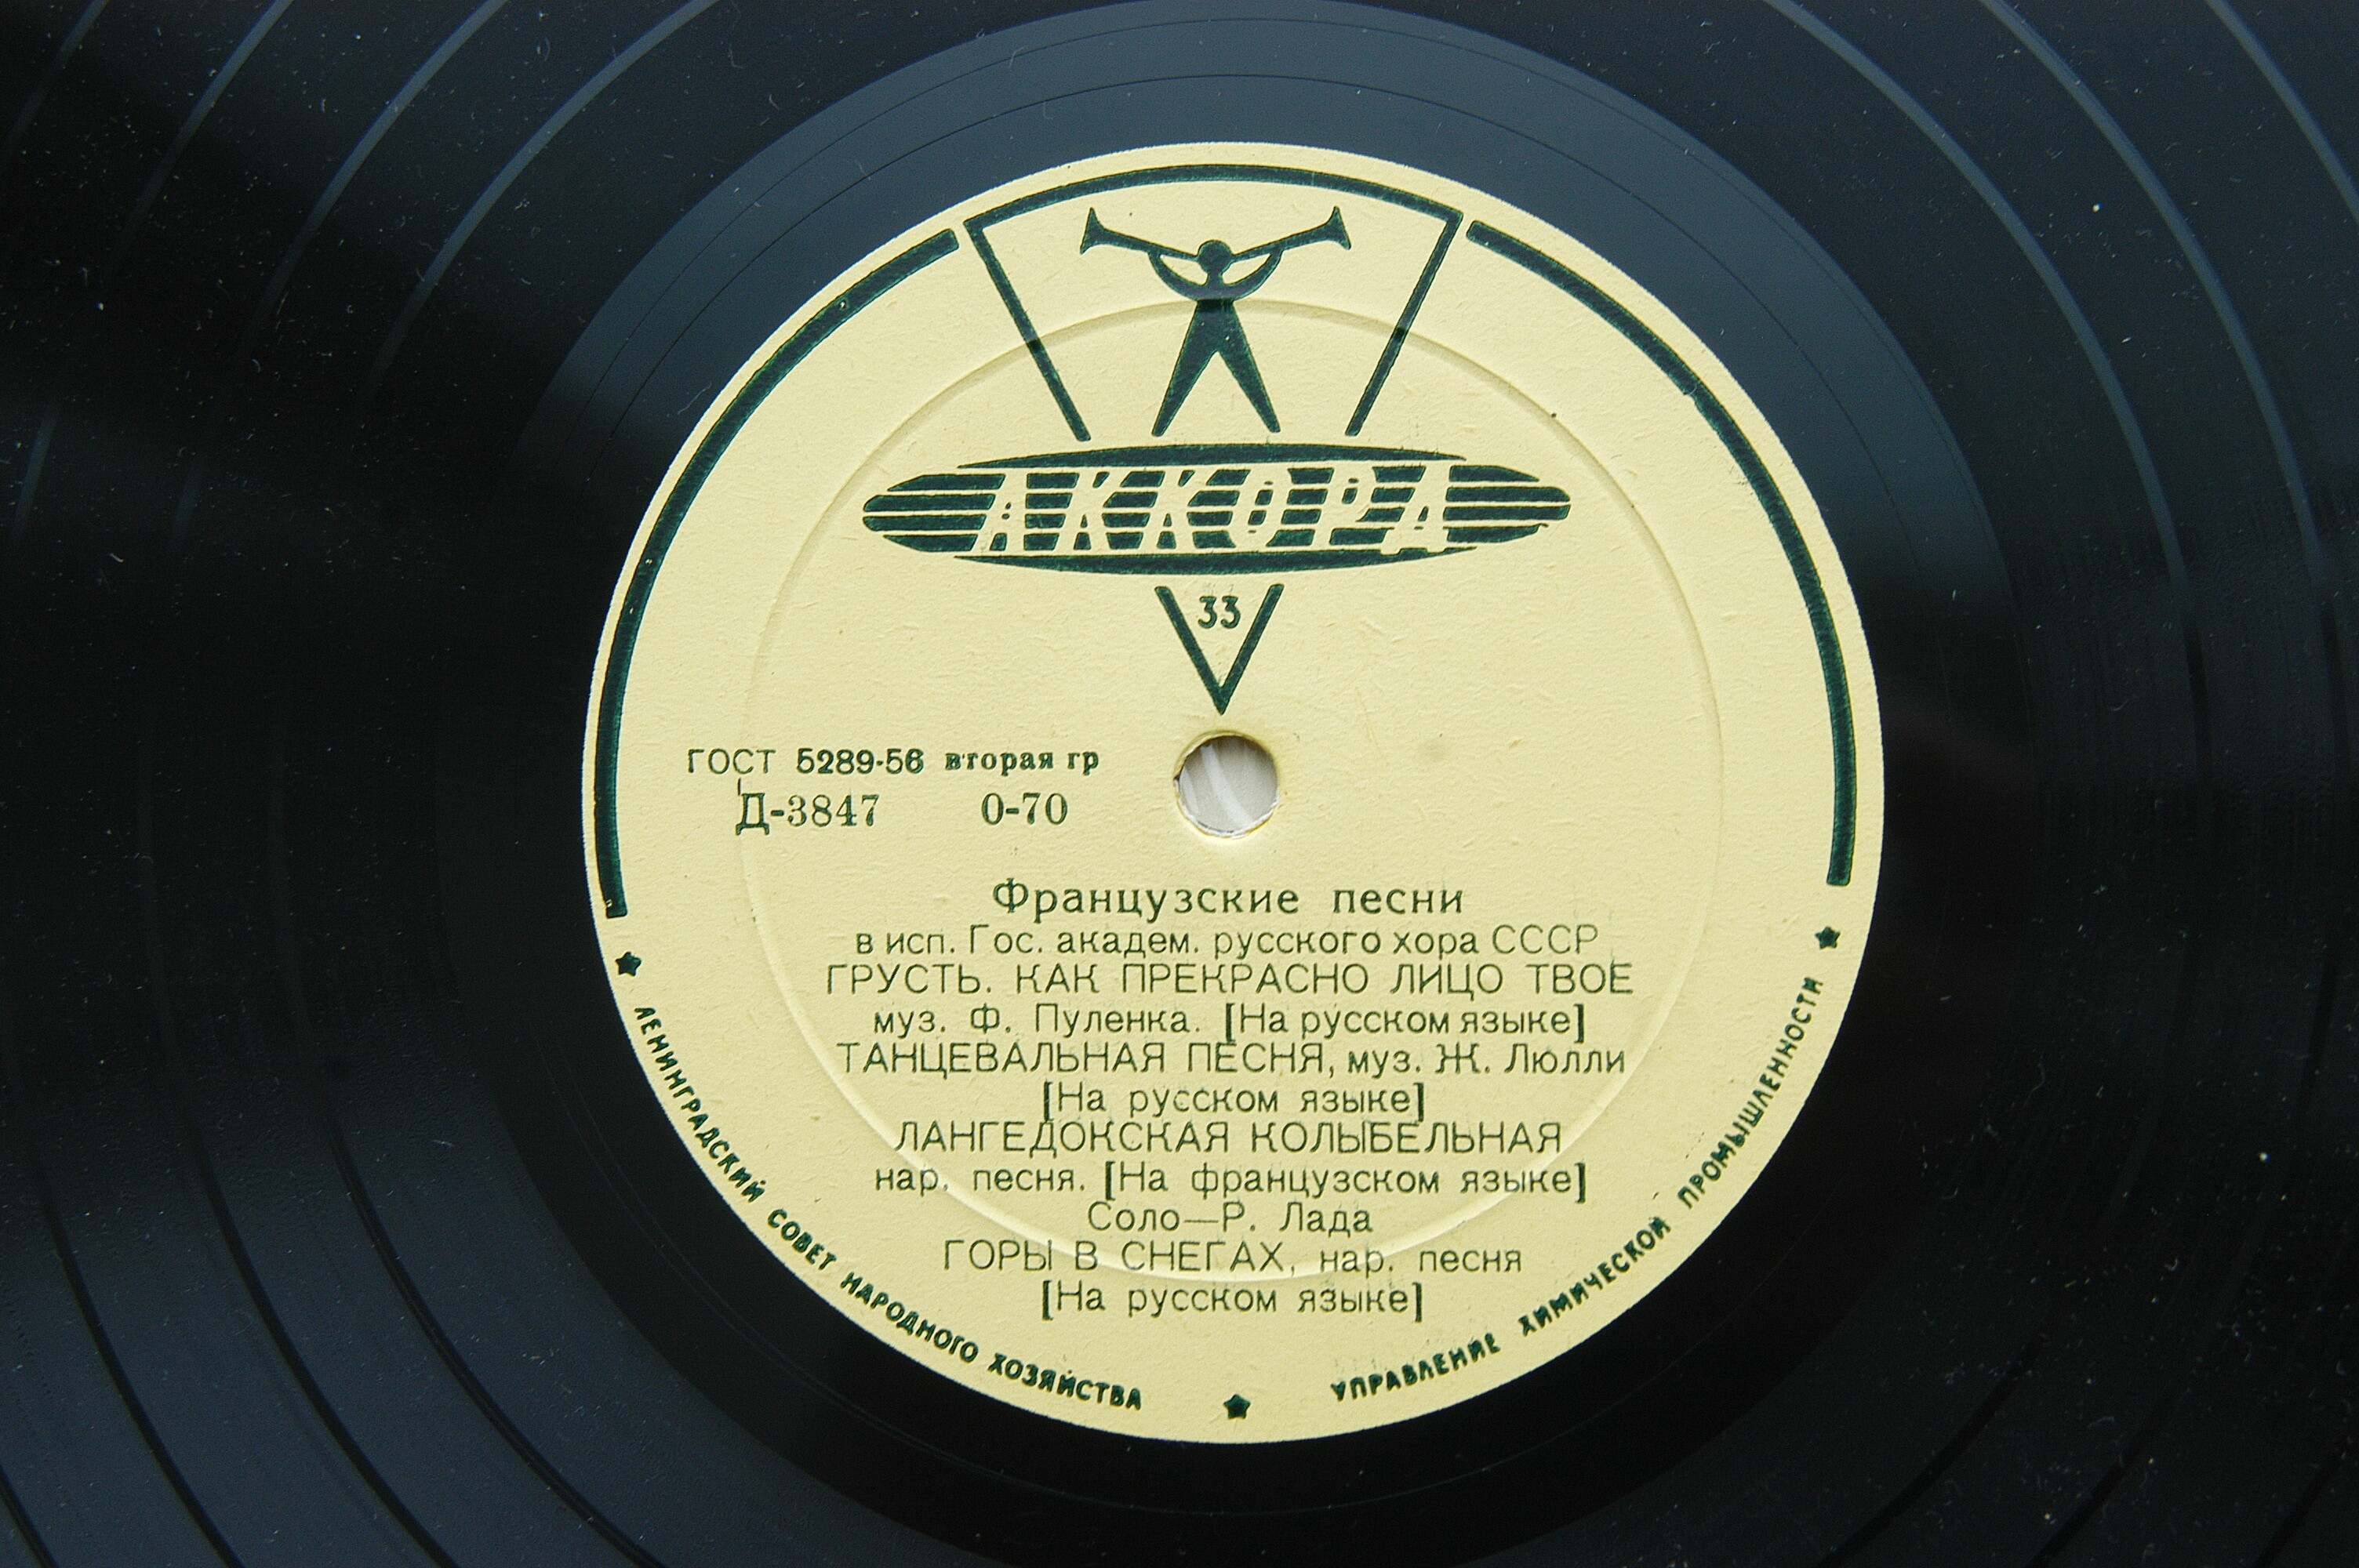 АККОРД
33
ГОСТ 5289-56 вторая гр
Д-3847 0-70
Французские песни
в исп. Гос. академ. русского хора СССР
ГРУСТЬ. КАК ПРЕКРАСНО ЛИЦО ТВОЕ
муз. Ф. Пуленка. [На русском языке]
ТАНЦЕВАЛЬНАЯ ПЕСНЯ, муз. Ж. Люлли
[На русском языке]
ЛАНГЕДОКСКАЯ КОЛЫБЕЛЬНАЯ
нар. песня. [На французском языке]
Соло—Р. Лада
ГОРЫ В СНЕГАХ, нар. песня
[На русском языке]
ЛЕНИНГРАДСКИЙ СОВЕТ НАРОДНОГО ХОЗЯЙСТВА
УПРАВЛЕНИЕ ХИМИЧЕСКОЙ ПРОМЫШЛЕННОСТИ